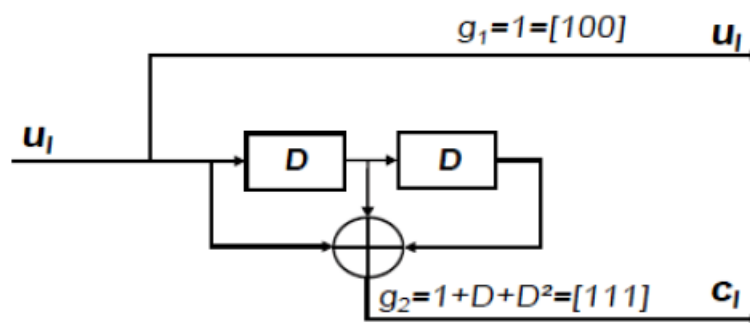 g₁=1=[100]
uₗ
uₗ
D
D
g₂=1+D+D²=[111]
cₗ